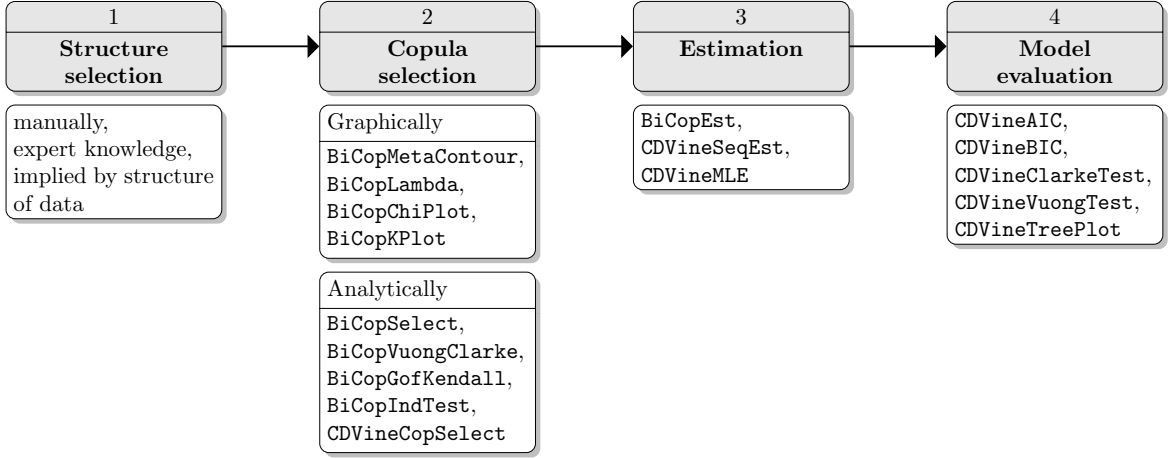 1
Structure
selection
manually,
expert knowledge,
implied by structure
of data
2
Copula
selection
Graphically
BiCopMetaContour,
BiCopLambda,
BiCopChiPlot,
BiCopKPlot
Analytically
BiCopSelect,
BiCopVuongClarke,
BiCopGofKendall,
BiCopIndTest,
CDVineCopSelect
3
Estimation
BiCopEst,
CDVineSeqEst,
CDVineMLE
4
Model
evaluation
CDVineAIC,
CDVineBIC,
CDVineClarkeTest,
CDVineVuongTest,
CDVineTreePlot